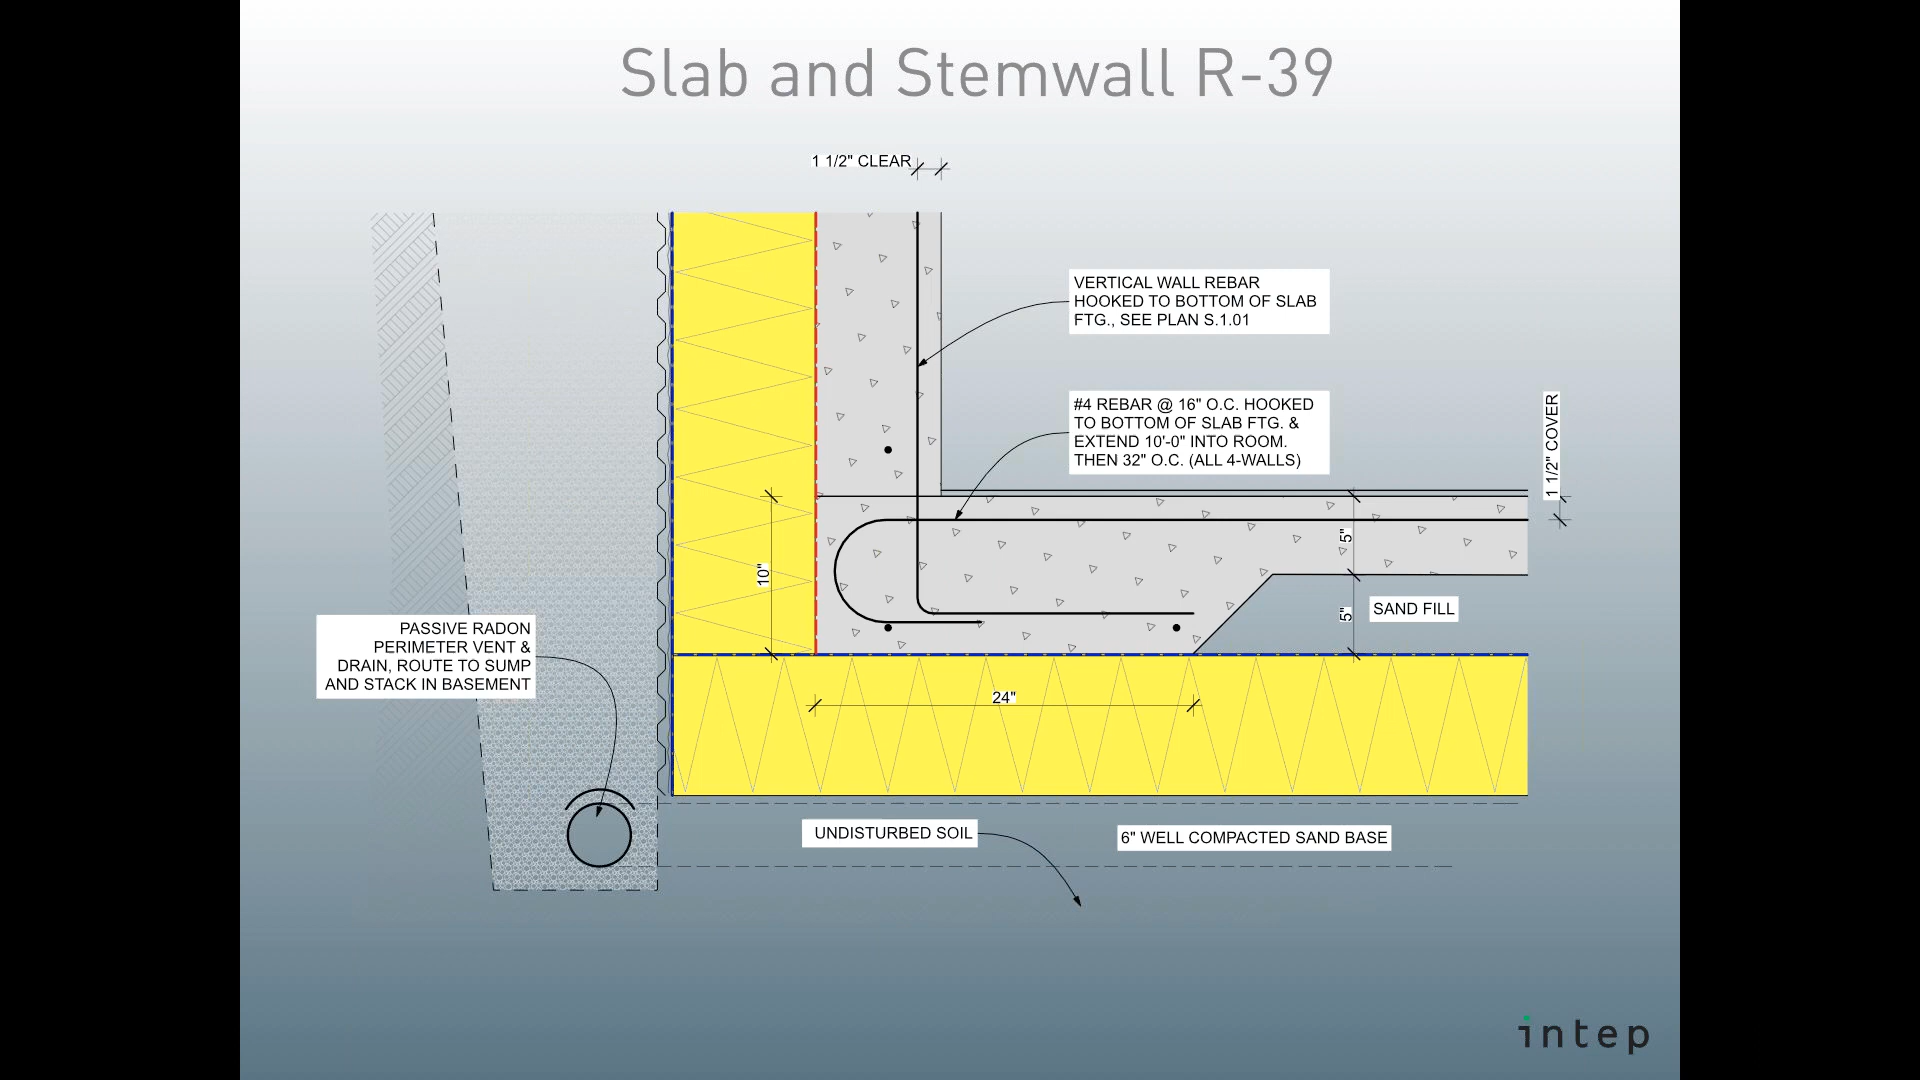 Slab and Stemwall R-39
1 1/2" CLEAR
VERTICAL WALL REBAR
HOOKED TO BOTTOM OF SLAB
FTG., SEE PLAN S.1.01
#4 REBAR @ 16" O.C. HOOKED
TO BOTTOM OF SLAB FTG. &
EXTEND 10'-0" INTO ROOM.
THEN 32" O.C. (ALL 4-WALLS)
1 1/2" COVER
10"
5"
5"
SAND FILL
PASSIVE RADON
PERIMETER VENT &
DRAIN, ROUTE TO SUMP
AND STACK IN BASEMENT
24"
UNDISTURBED SOIL
6" WELL COMPACTED SAND BASE
intep